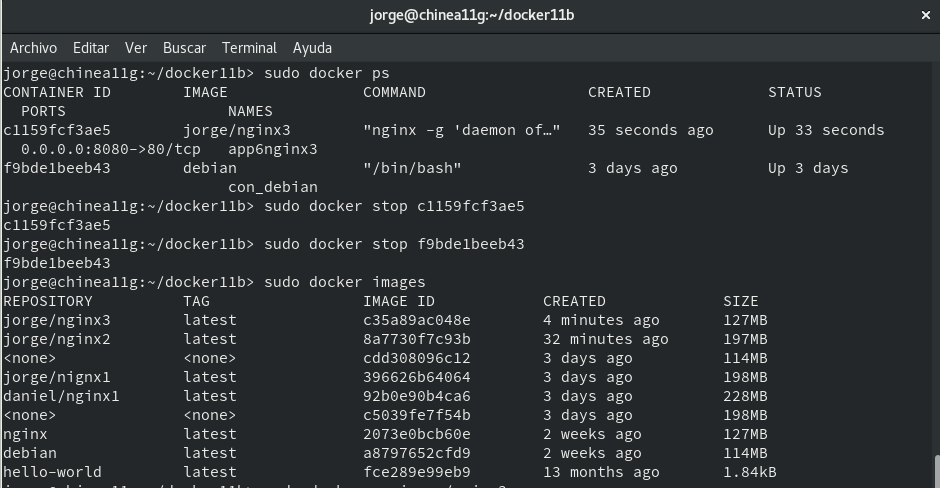 jorge@chinea11g:~/docker11b
×
Archivo Editar Ver Buscar Terminal Ayuda
jorge@chinea11g:~/docker11b> sudo docker ps
CONTAINER ID IMAGE COMMAND CREATED STATUS
PORTS NAMES
c1159fcf3ae5 jorge/nginx3 "nginx -g 'daemon of…" 35 seconds ago Up 33 seconds
0.0.0.0:8080->80/tcp app6nginx3
f9bde1beeb43 debian "/bin/bash" 3 days ago Up 3 days
con_debian
jorge@chinea11g:~/docker11b> sudo docker stop c1159fcf3ae5
c1159fcf3ae5
jorge@chinea11g:~/docker11b> sudo docker stop f9bde1beeb43
f9bde1beeb43
jorge@chinea11g:~/docker11b> sudo docker images
REPOSITORY TAG IMAGE ID CREATED SIZE
jorge/nginx3 latest c35a89ac048e 4 minutes ago 127MB
jorge/nginx2 latest 8a7730f7c93b 32 minutes ago 197MB
<none> <none> cdd308096c12 3 days ago 114MB
jorge/nignx1 latest 396626b64064 3 days ago 198MB
daniel/nginx1 latest 92b0e90b4ca6 3 days ago 228MB
<none> <none> c5039fe7f54b 3 days ago 198MB
nginx latest 2073e0bcb60e 2 weeks ago 127MB
debian latest a8797652cfd9 2 weeks ago 114MB
hello-world latest fce289e99eb9 13 months ago 1.84kB